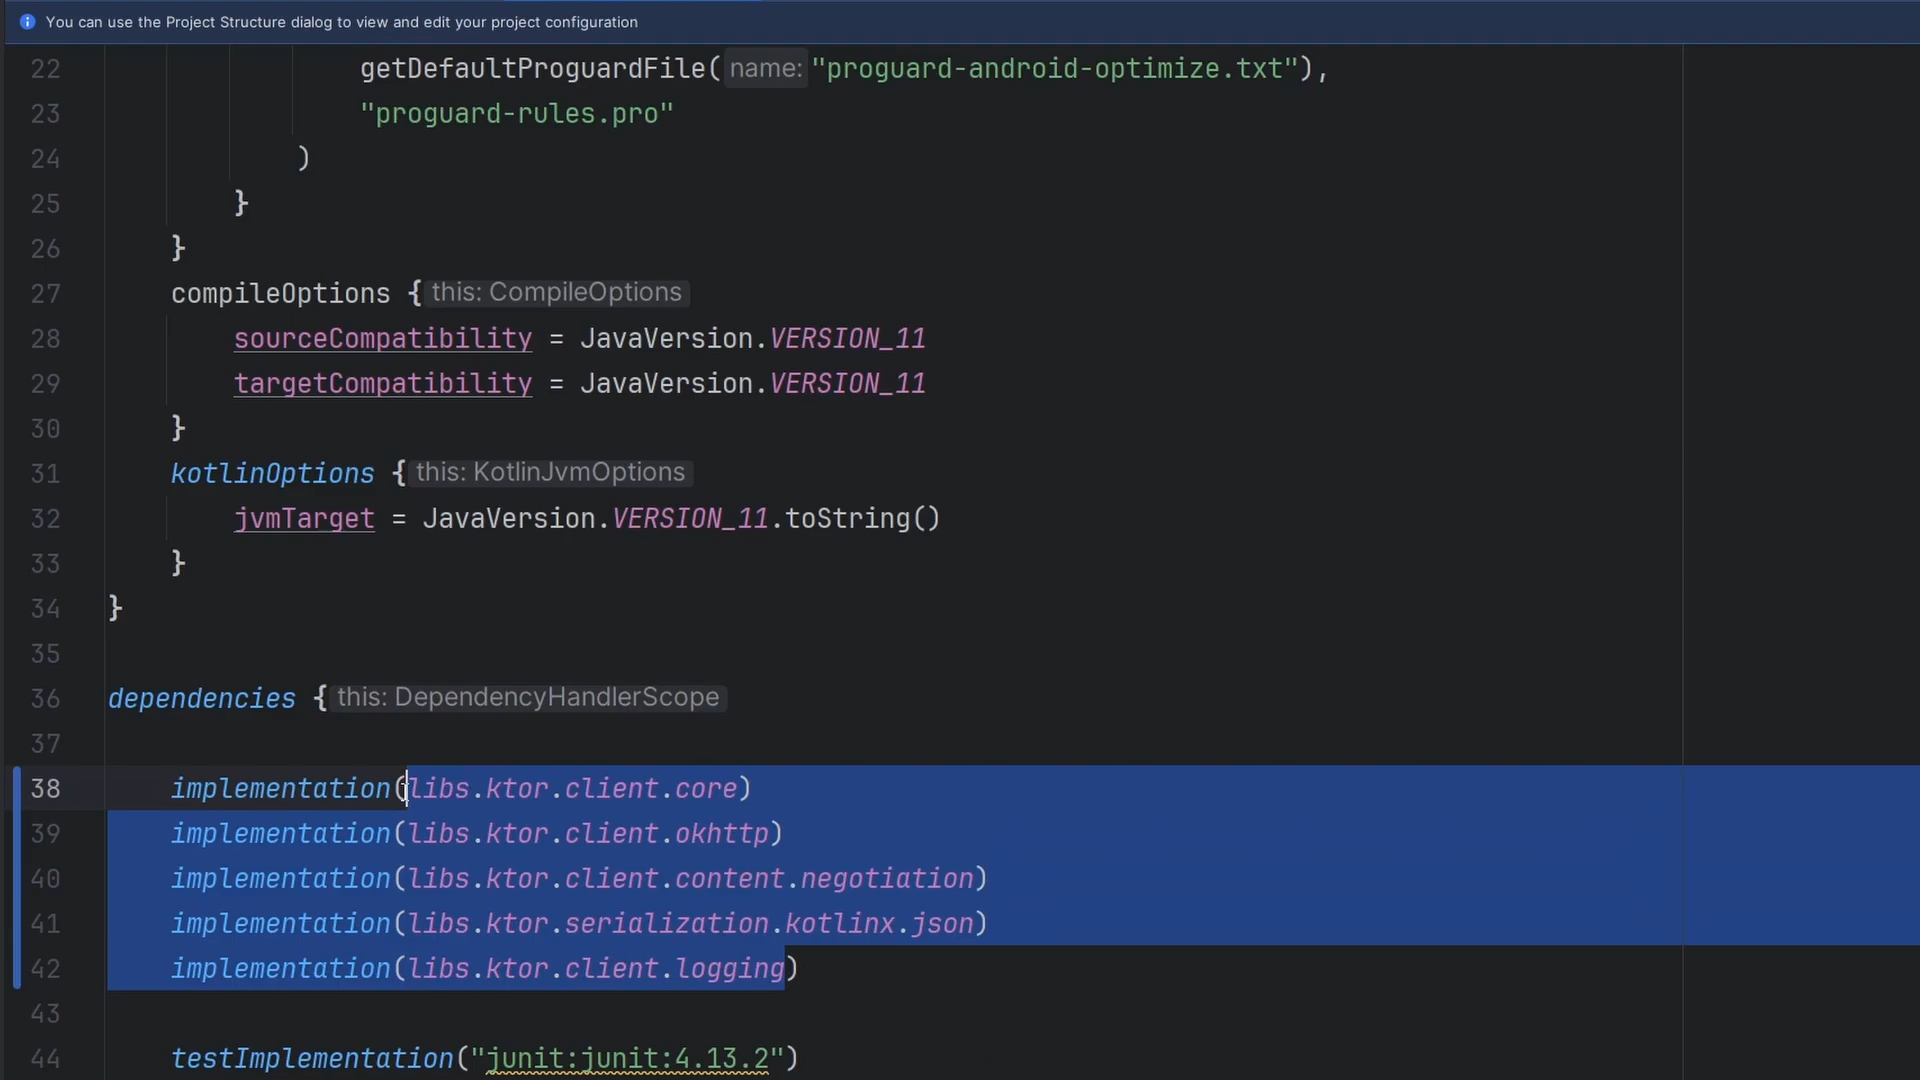 You can use the Project Structure dialog to view and edit your project configuration
22 getDefaultProguardFile( name: "proguard-android-optimize.txt"),
23 "proguard-rules.pro"
24 )
25 }
26 }
27 compileOptions { this: CompileOptions
28 sourceCompatibility = JavaVersion.VERSION_11
29 targetCompatibility = JavaVersion.VERSION_11
30 }
31 kotlinOptions { this: KotlinJvmOptions
32 jvmTarget = JavaVersion.VERSION_11.toString()
33 }
34 }
35
36 dependencies { this: DependencyHandlerScope
37
38 implementation(libs.ktor.client.core)
39 implementation(libs.ktor.client.okhttp)
40 implementation(libs.ktor.client.content.negotiation)
41 implementation(libs.ktor.serialization.kotlinx.json)
42 implementation(libs.ktor.client.logging)
43
44 testImplementation("junit:junit:4.13.2")